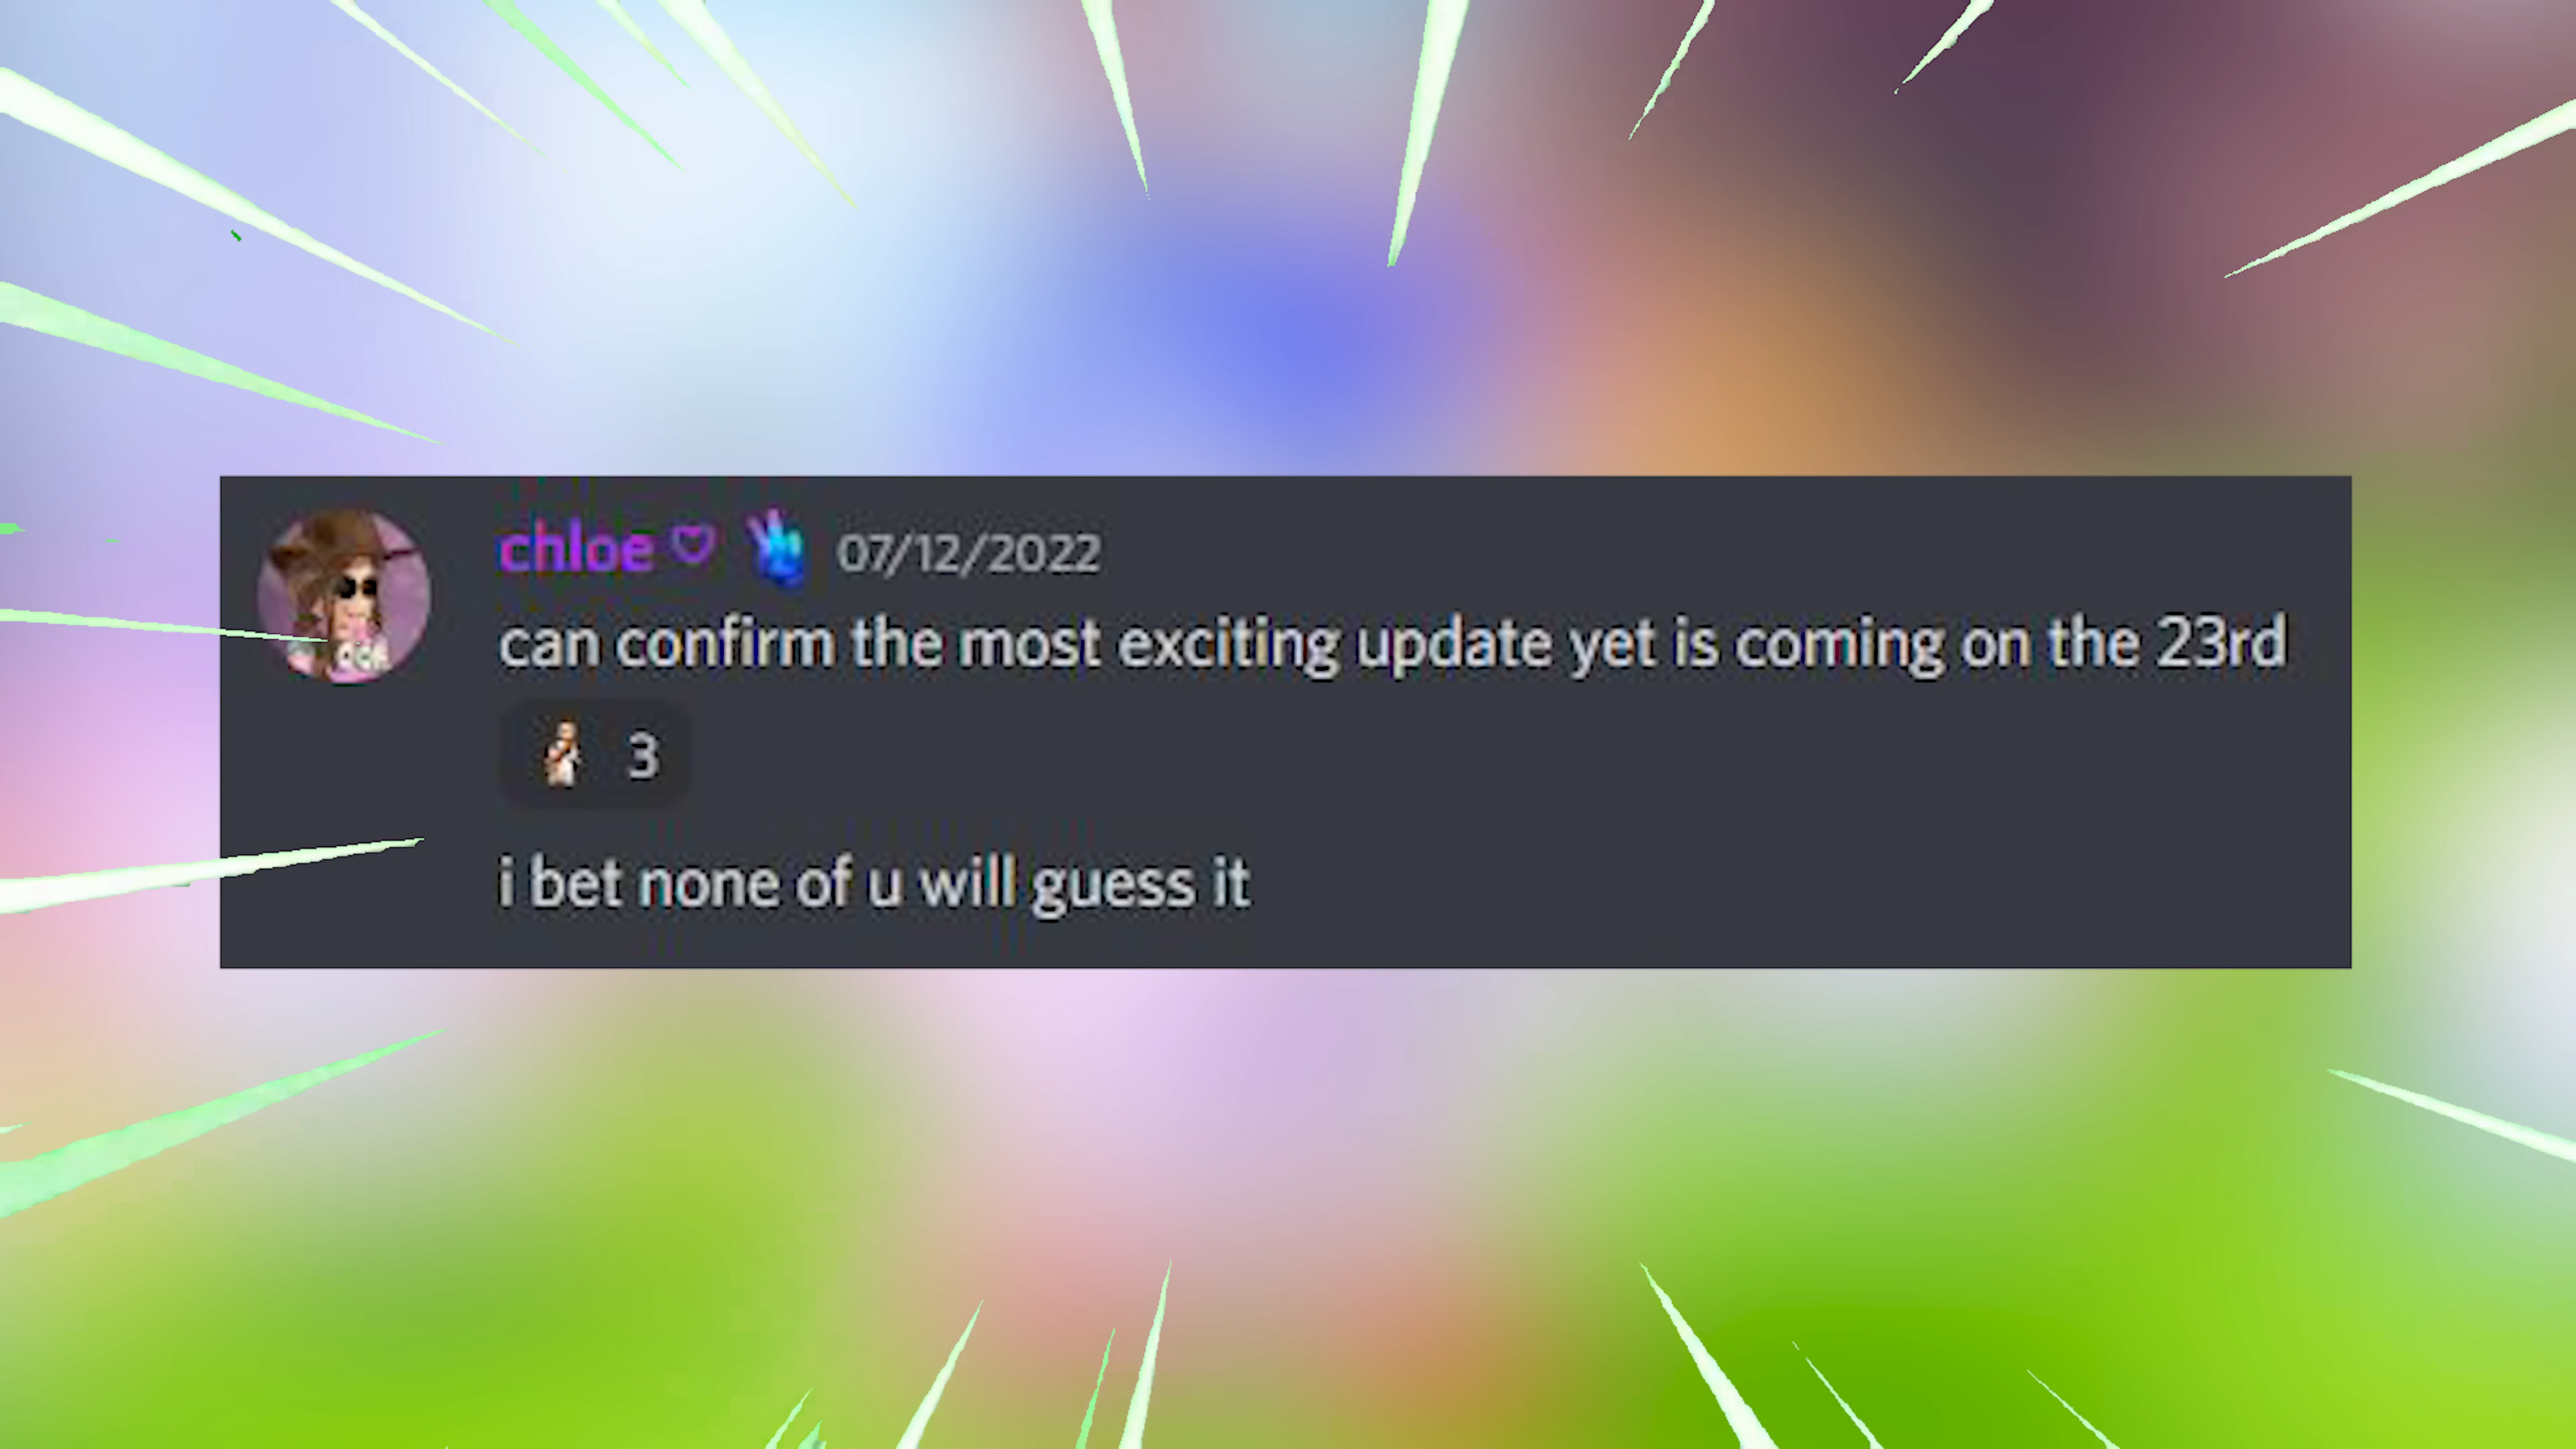 chloe ♡ 07/12/2022
can confirm the most exciting update yet is coming on the 23rd
3
i bet none of u will guess it